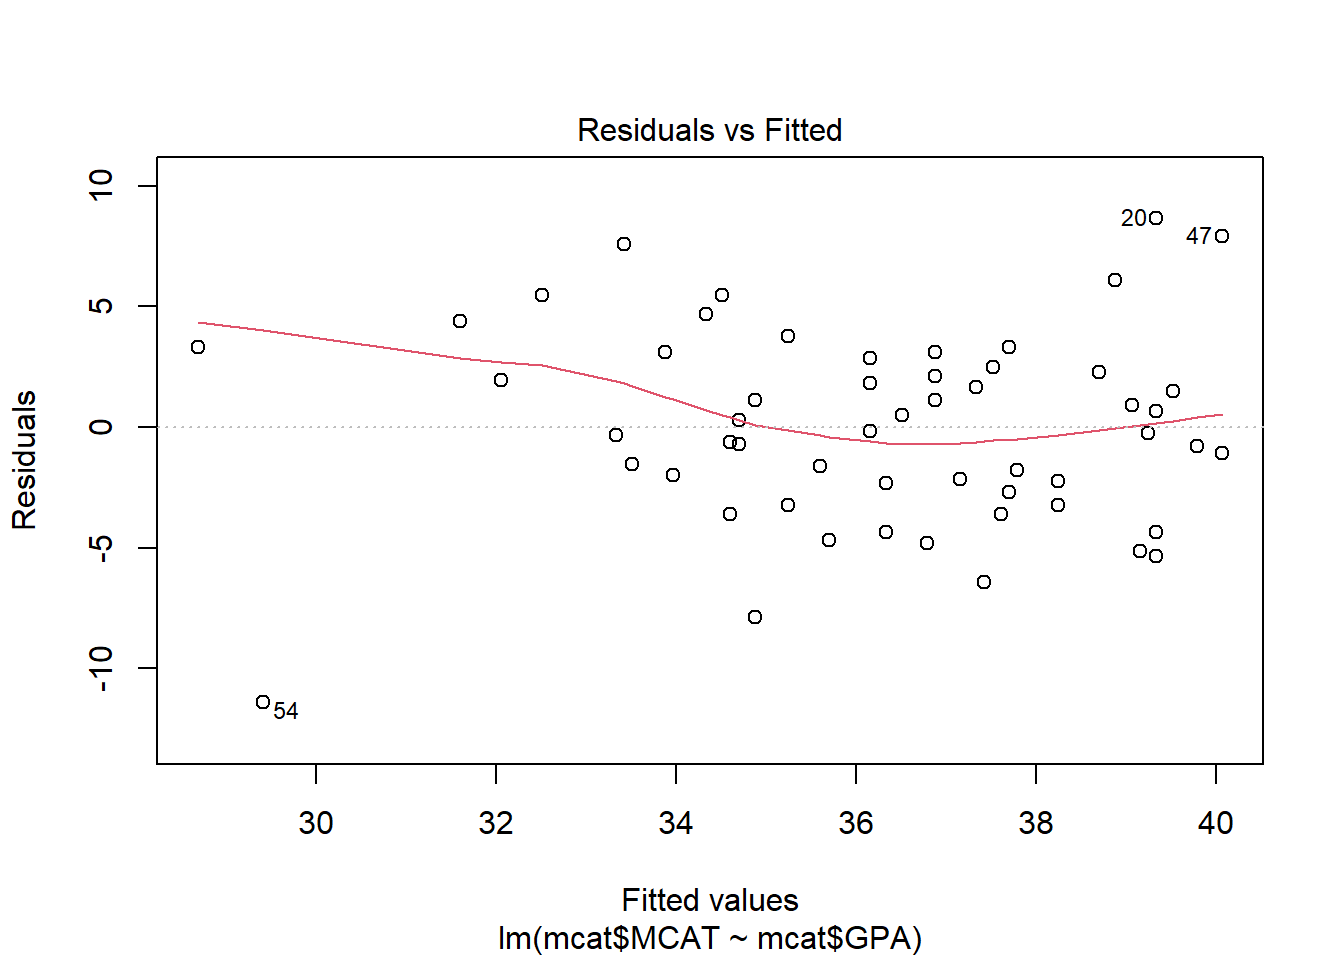 Residuals vs Fitted
10
5
0
-5
-10
Residuals
20
47
54
30 32 34 36 38 40
Fitted values
lm(mcat$MCAT ~ mcat$GPA)